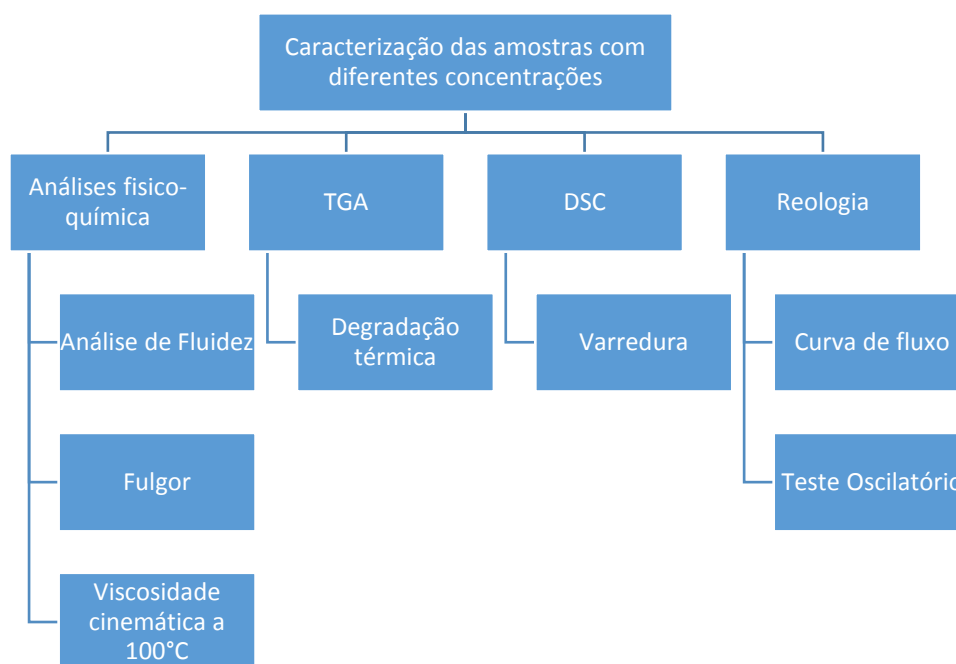 Caracterização das amostras com
diferentes concentrações
Análises fisico-
química
TGA
DSC
Reologia
Análise de Fluidez
Degradação
térmica
Varredura
Curva de fluxo
Fulgor
Teste Oscilatório
Viscosidade
cinemática a
100°C